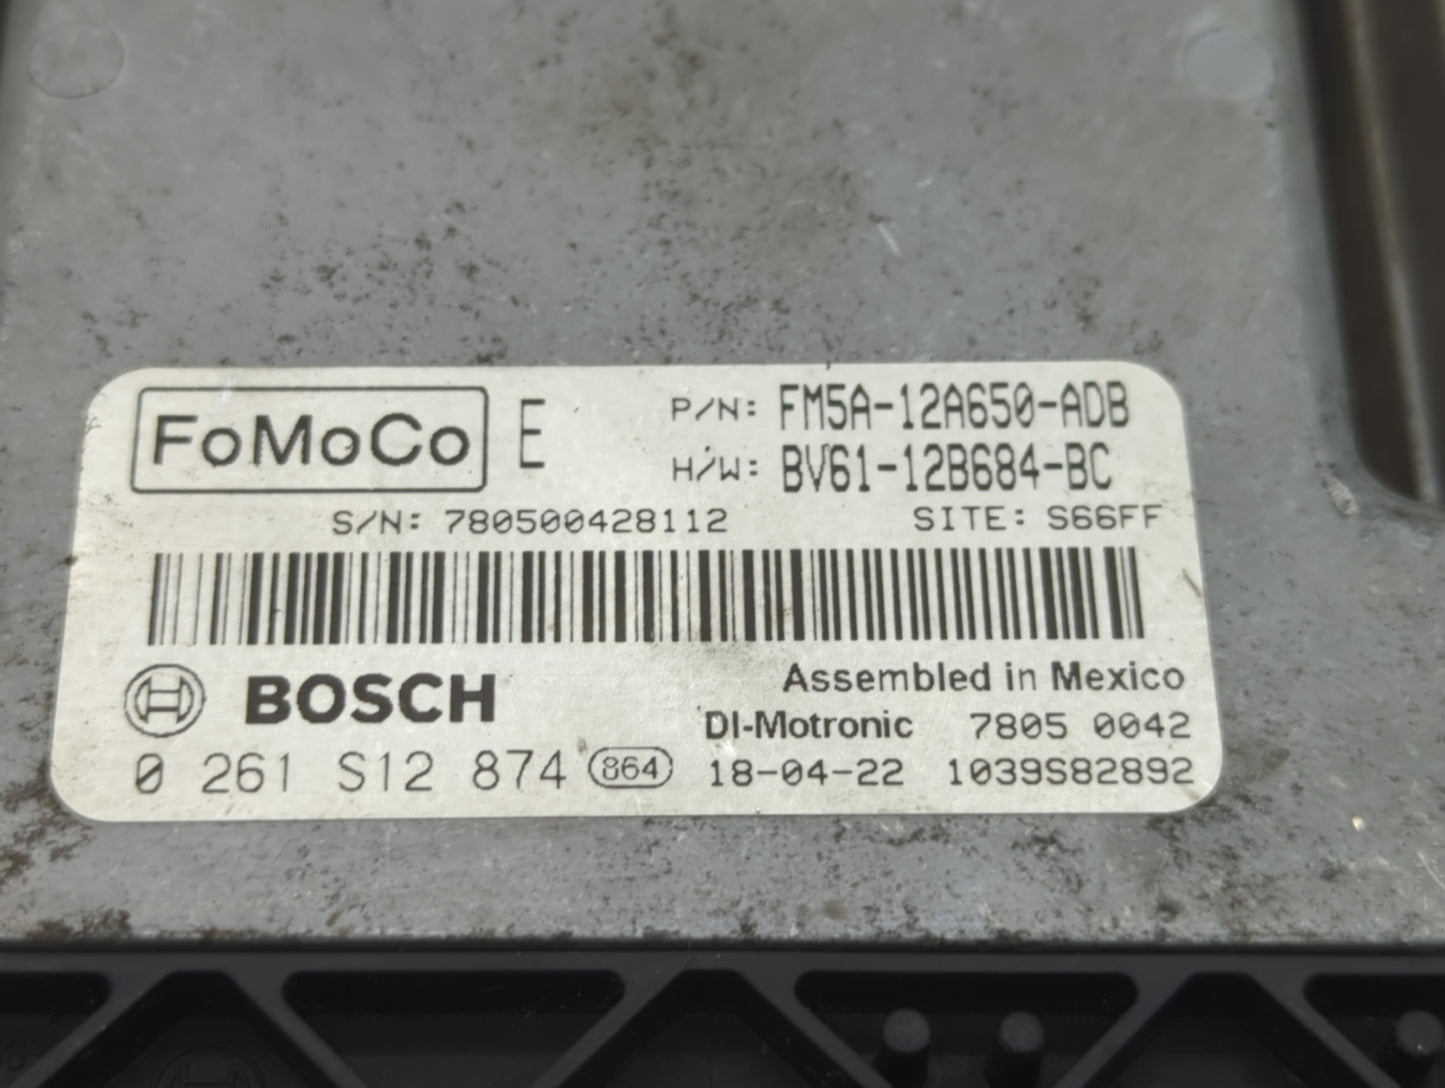 FoMoCo E P/N: FM5A-12A650-ADB
H/W: BV61-12B684-BC
S/N: 780500428112 SITE: S66FF
BOSCH Assembled in Mexico
DI-Motronic 7805 0042
0 261 S12 874 864 18-04-22 1039S82892